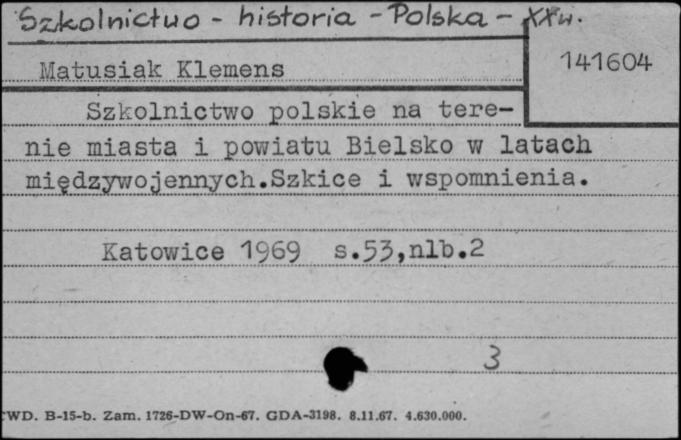 Szkolnictwo - historia - Polska - XXw.
Matusiak Klemens
141604
Szkolnictwo polskie na tere-
nie miasta i powiatu Bielsko w latach
międzywojennych.Szkice i wspomnienia.
Katowice 1969 s.53,nlb.2
3
CWD. B-15-b. Zam. 1726-DW-On-67. GDA-3198. 8.11.67. 4.630.000.